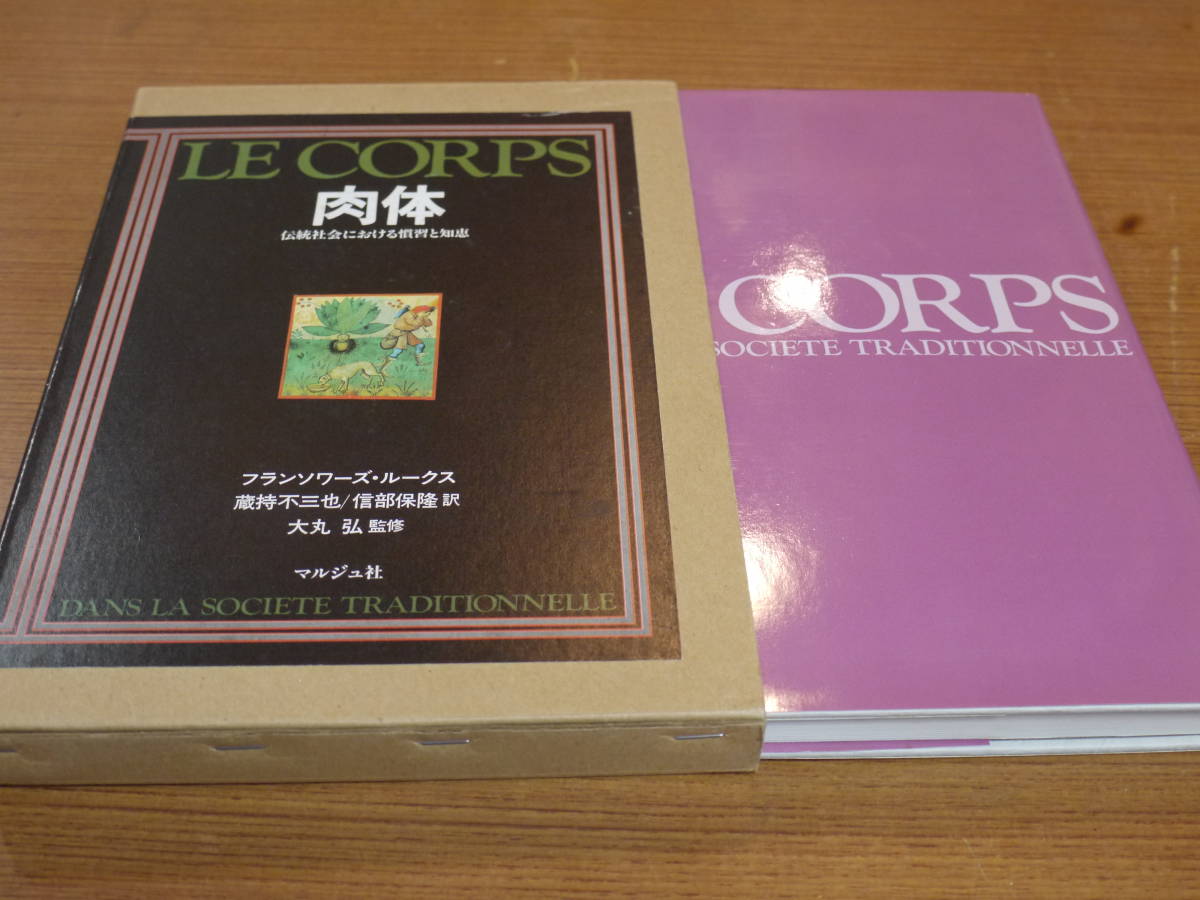 LE CORPS
肉体
伝統社会における慣習と知恵
フランソワーズ・ルークス
蔵持不三也/信部保隆 訳
大丸 弘 監修
マルジュ社
DANS LA SOCIETE TRADITIONNELLE
CORPS
SOCIETE TRADITIONNELLE